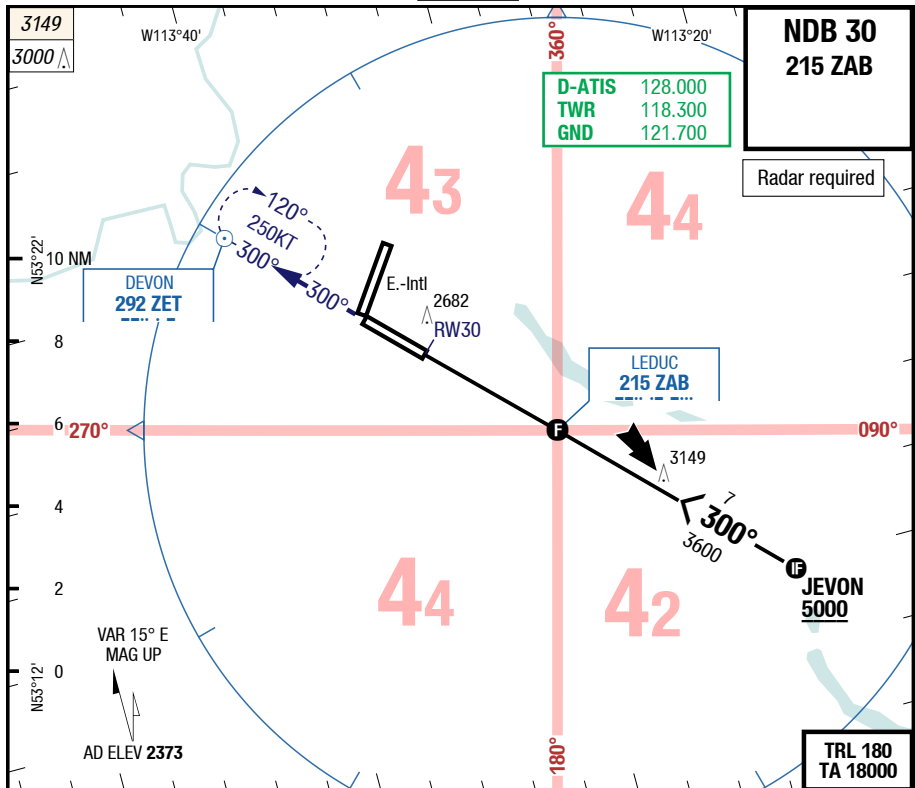 3149
3000
W113°40'
W113°20'
360°
NDB 30
215 ZAB
D-ATIS 128.000
TWR 118.300
GND 121.700
Radar required
43
44
120°
250KT
300°
300°
N53°22'
10 NM
DEVON
292 ZET
E.-Intl
2682
RW30
8
LEDUC
215 ZAB
6
270°
F
090°
3149
4
7
300°
3600
IF
JEVON
5000
44
42
2
VAR 15° E
MAG UP
0
N53°12'
AD ELEV 2373
180°
TRL 180
TA 18000